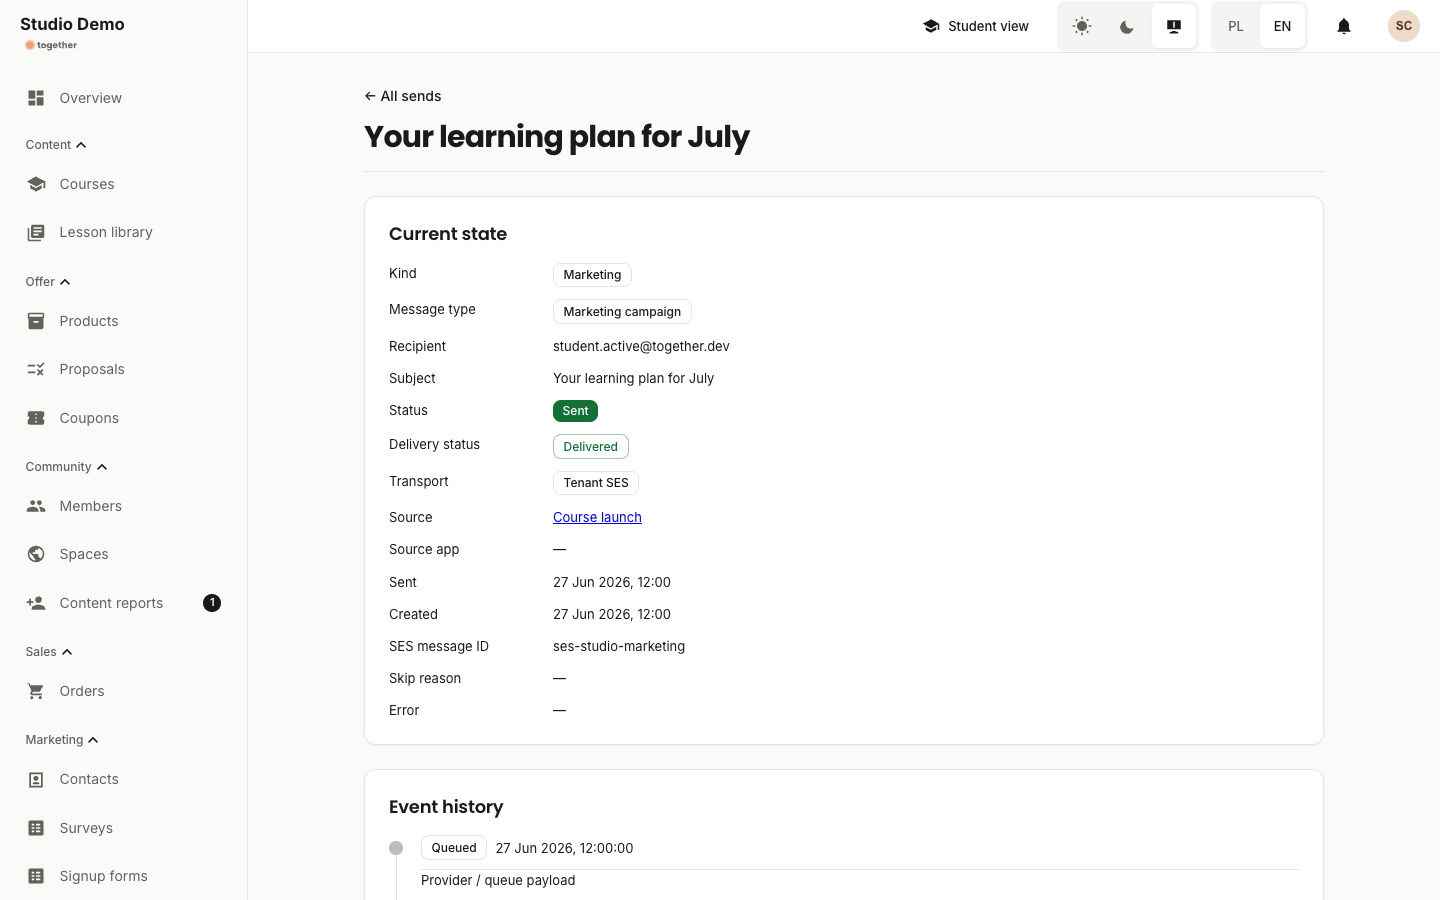 Studio Demo
together
Student view
PL
EN
SC
Overview
Content
Courses
Lesson library
Offer
Products
Proposals
Coupons
Community
Members
Spaces
Content reports
1
Sales
Orders
Marketing
Contacts
Surveys
Signup forms
← All sends
Your learning plan for July
Current state
Kind
Marketing
Message type
Marketing campaign
Recipient
student.active@together.dev
Subject
Your learning plan for July
Status
Sent
Delivery status
Delivered
Transport
Tenant SES
Source
Course launch
Source app
—
Sent
27 Jun 2026, 12:00
Created
27 Jun 2026, 12:00
SES message ID
ses-studio-marketing
Skip reason
—
Error
—
Event history
Queued
27 Jun 2026, 12:00:00
Provider / queue payload